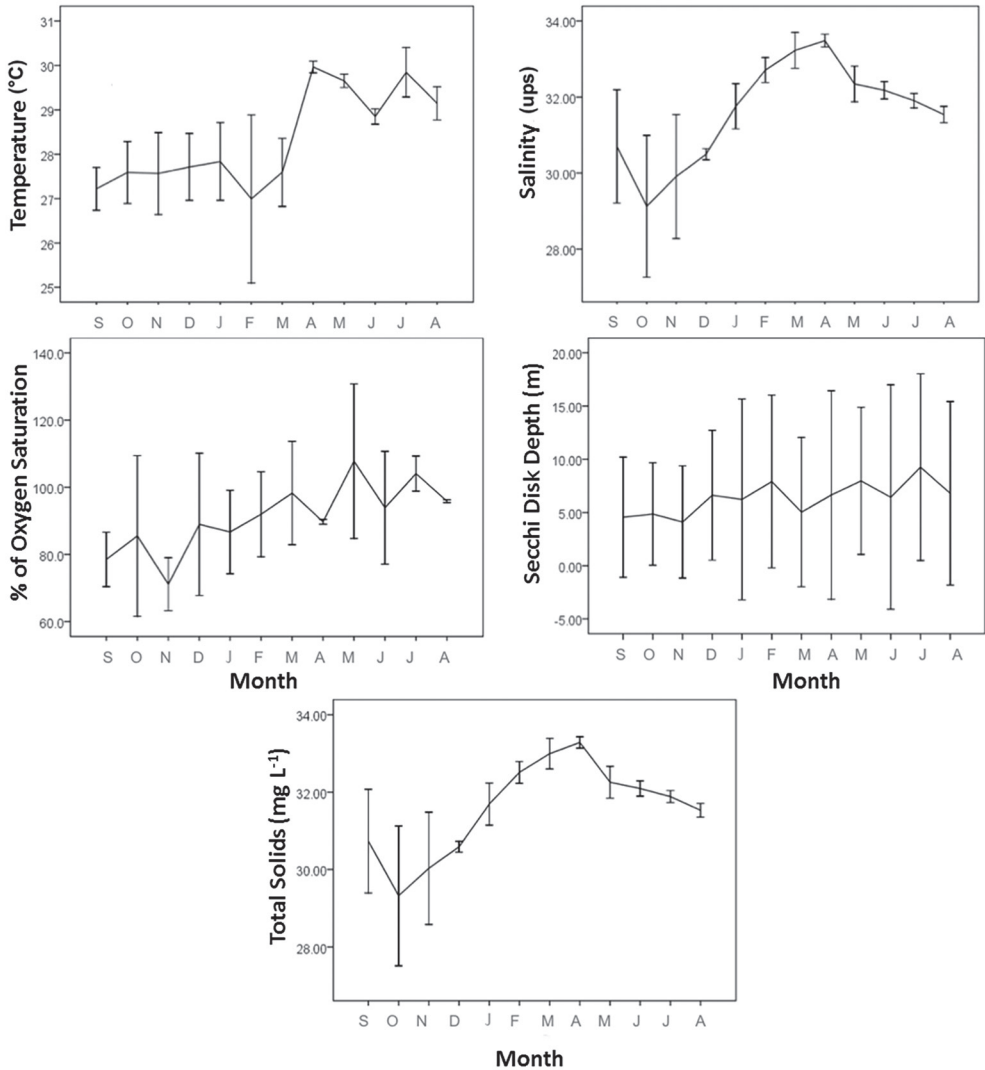 Temperature (°C)
31
30
29
28
27
26
25
S O N D J F M A M J J A
Salinity (ups)
34.00
32.00
30.00
28.00
S O N D J F M A M J J A
% of Oxygen Saturation
140.0
120.0
100.0
80.0
60.0
S O N D J F M A M J J A
Month
Secchi Disk Depth (m)
20.00
15.00
10.00
5.00
0.00
-5.00
S O N D J F M A M J J A
Month
Total Solids (mg L-1)
34.00
32.00
30.00
28.00
S O N D J F M A M J J A
Month